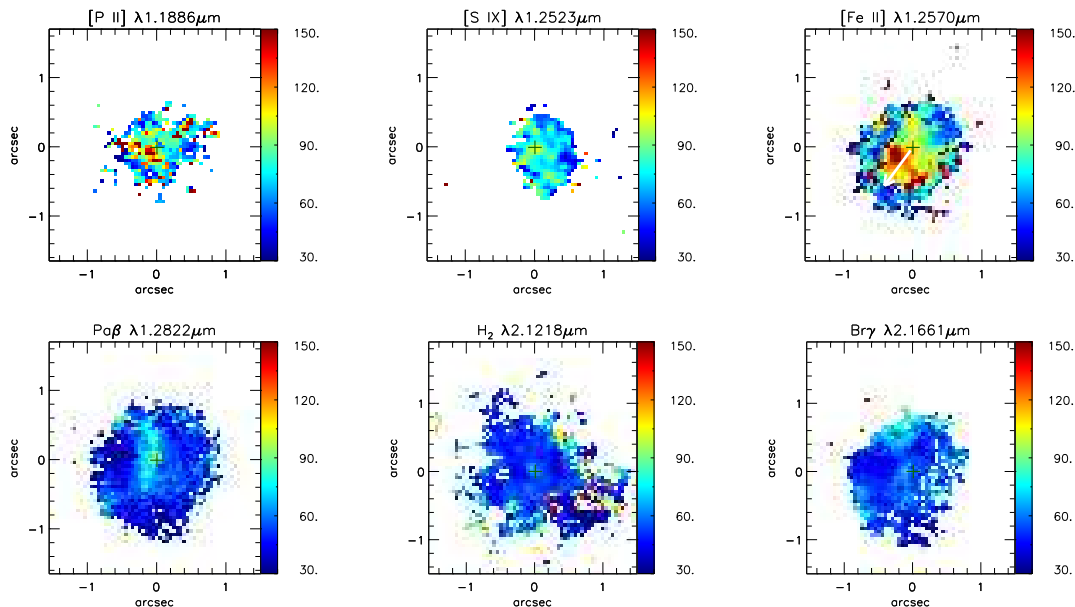 [P II] λ1.1886μm
[S IX] λ1.2523μm
[Fe II] λ1.2570μm
150.
120.
90.
60.
30.
1
0
−1
arcsec
−1 0 1
arcsec
150.
120.
90.
60.
30.
1
0
−1
arcsec
−1 0 1
arcsec
150.
120.
90.
60.
30.
1
0
−1
arcsec
−1 0 1
arcsec
Paβ λ1.2822μm
H₂ λ2.1218μm
Brγ λ2.1661μm
150.
120.
90.
60.
30.
1
0
−1
arcsec
−1 0 1
arcsec
150.
120.
90.
60.
30.
1
0
−1
arcsec
−1 0 1
arcsec
150.
120.
90.
60.
30.
1
0
−1
arcsec
−1 0 1
arcsec